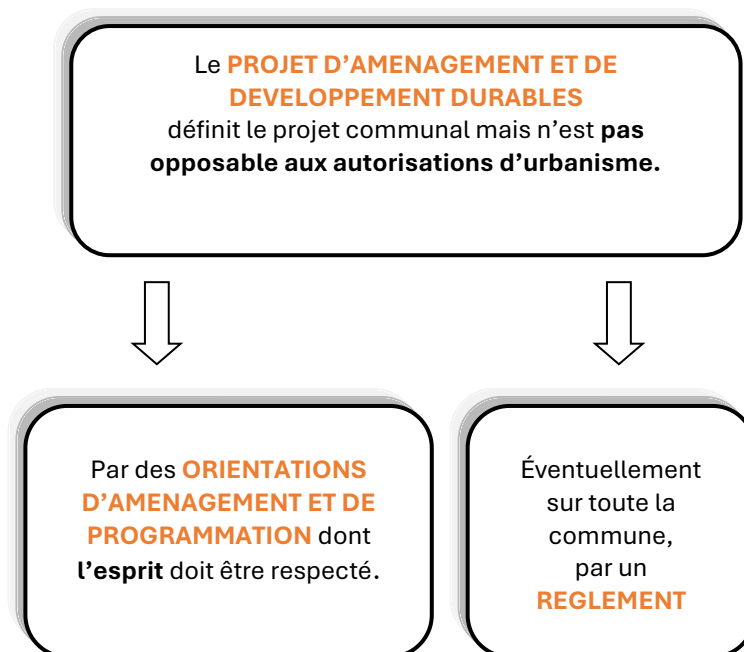 Le PROJET D’AMENAGEMENT ET DE
DEVELOPPEMENT DURABLES
définit le projet communal mais n’est pas
opposable aux autorisations d’urbanisme.
Par des ORIENTATIONS
D’AMENAGEMENT ET DE
PROGRAMMATION dont
l’esprit doit être respecté.
Éventuellement
sur toute la
commune,
par un
REGLEMENT